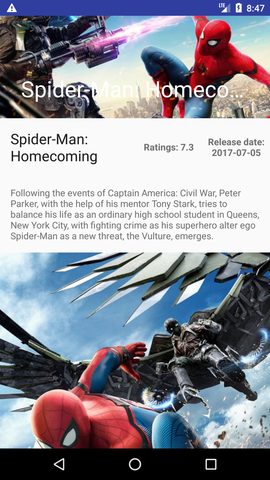 LTE 8:47
Spider-Man: Homeco...
Spider-Man:
Homecoming
Ratings: 7.3
Release date:
2017-07-05
Following the events of Captain America: Civil War, Peter
Parker, with the help of his mentor Tony Stark, tries to
balance his life as an ordinary high school student in Queens,
New York City, with fighting crime as his superhero alter ego
Spider-Man as a new threat, the Vulture, emerges.